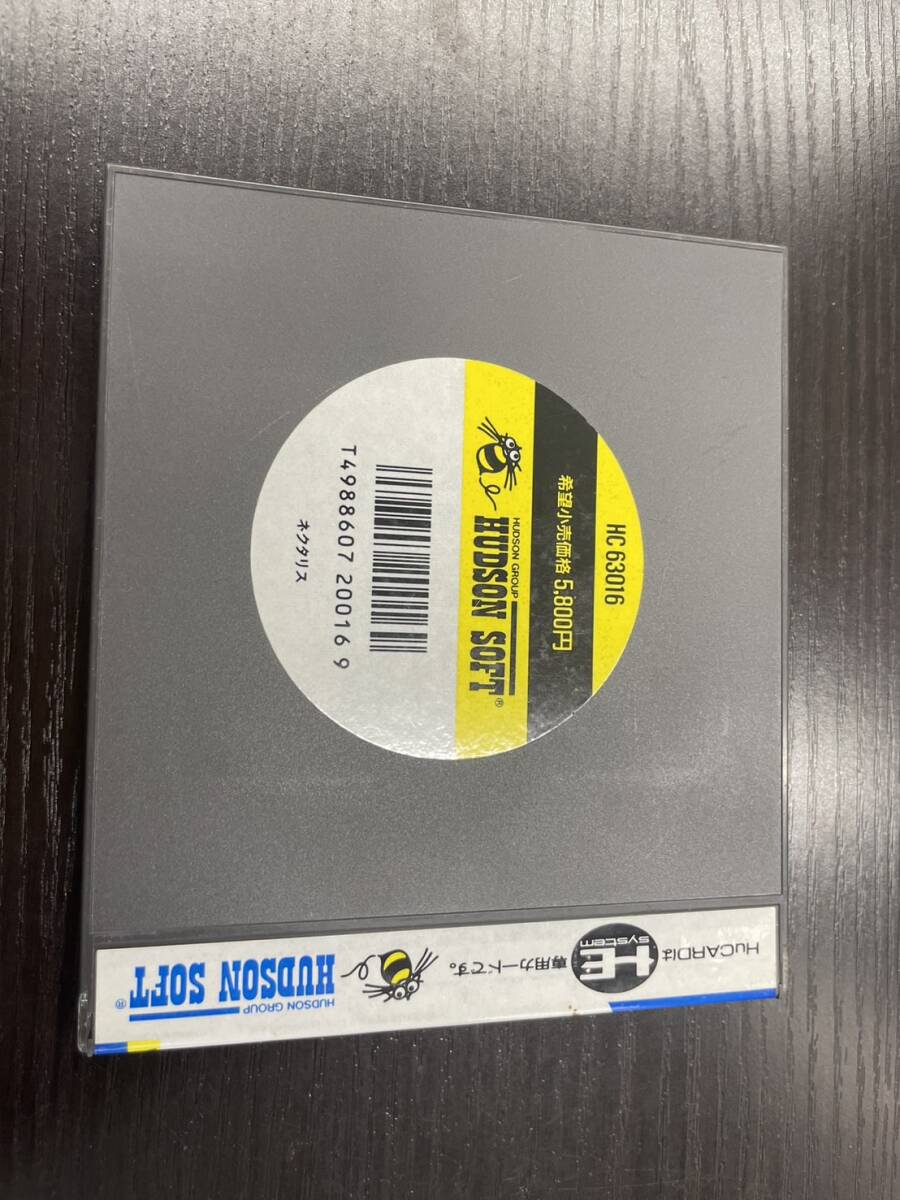 HC 63016
希望小売価格 5,800円
HUDSON GROUP
HUDSON SOFT®
T4988607 20016 9
ネクタリス
HuCARDは HE system 専用カードです。
HUDSON GROUP
HUDSON SOFT®